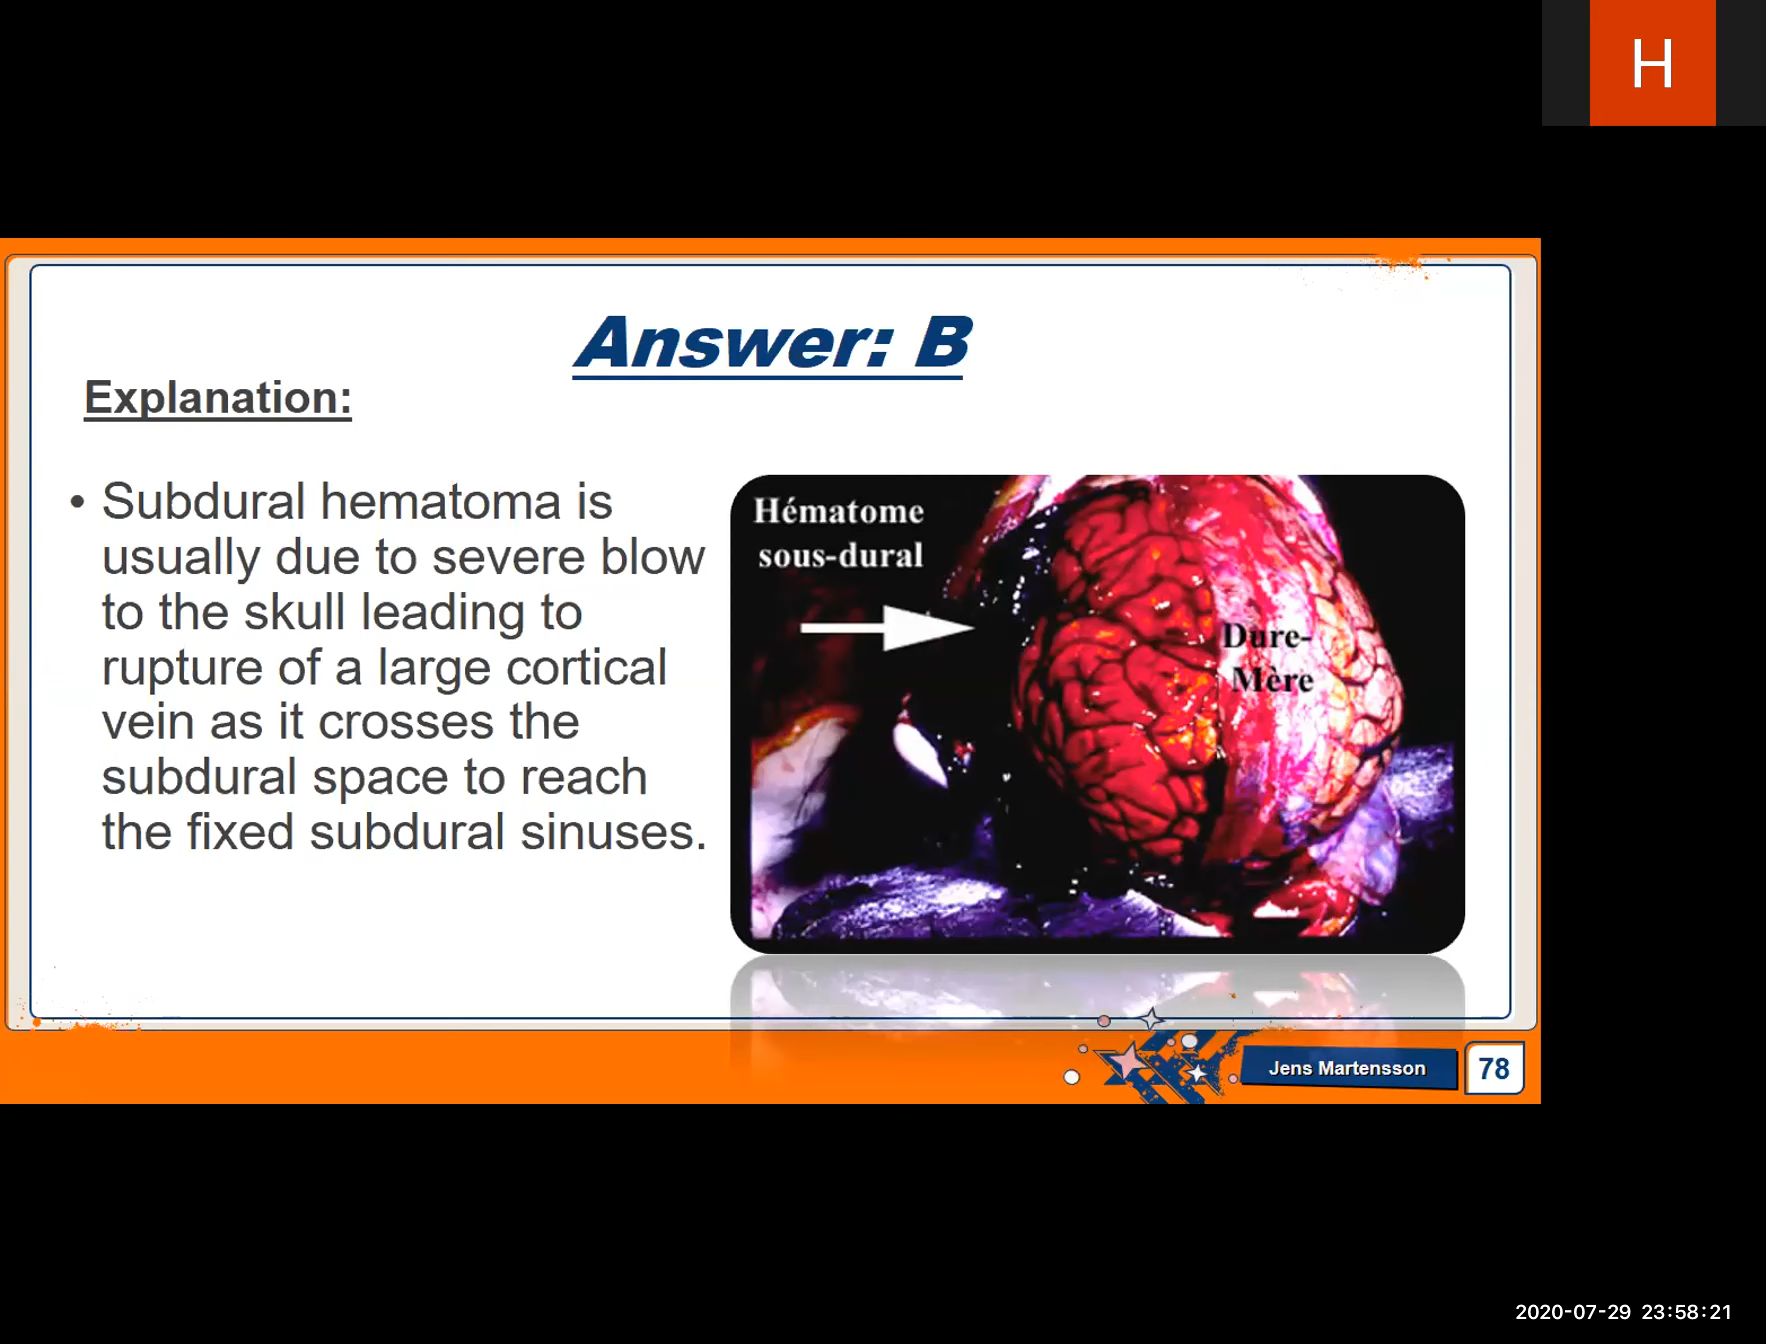 H
Answer: B
Explanation:
• Subdural hematoma is
usually due to severe blow
to the skull leading to
rupture of a large cortical
vein as it crosses the
subdural space to reach
the fixed subdural sinuses.
Hématome
sous-dural
Dure-
Mère
Jens Martensson
78
2020-07-29 23:58:21